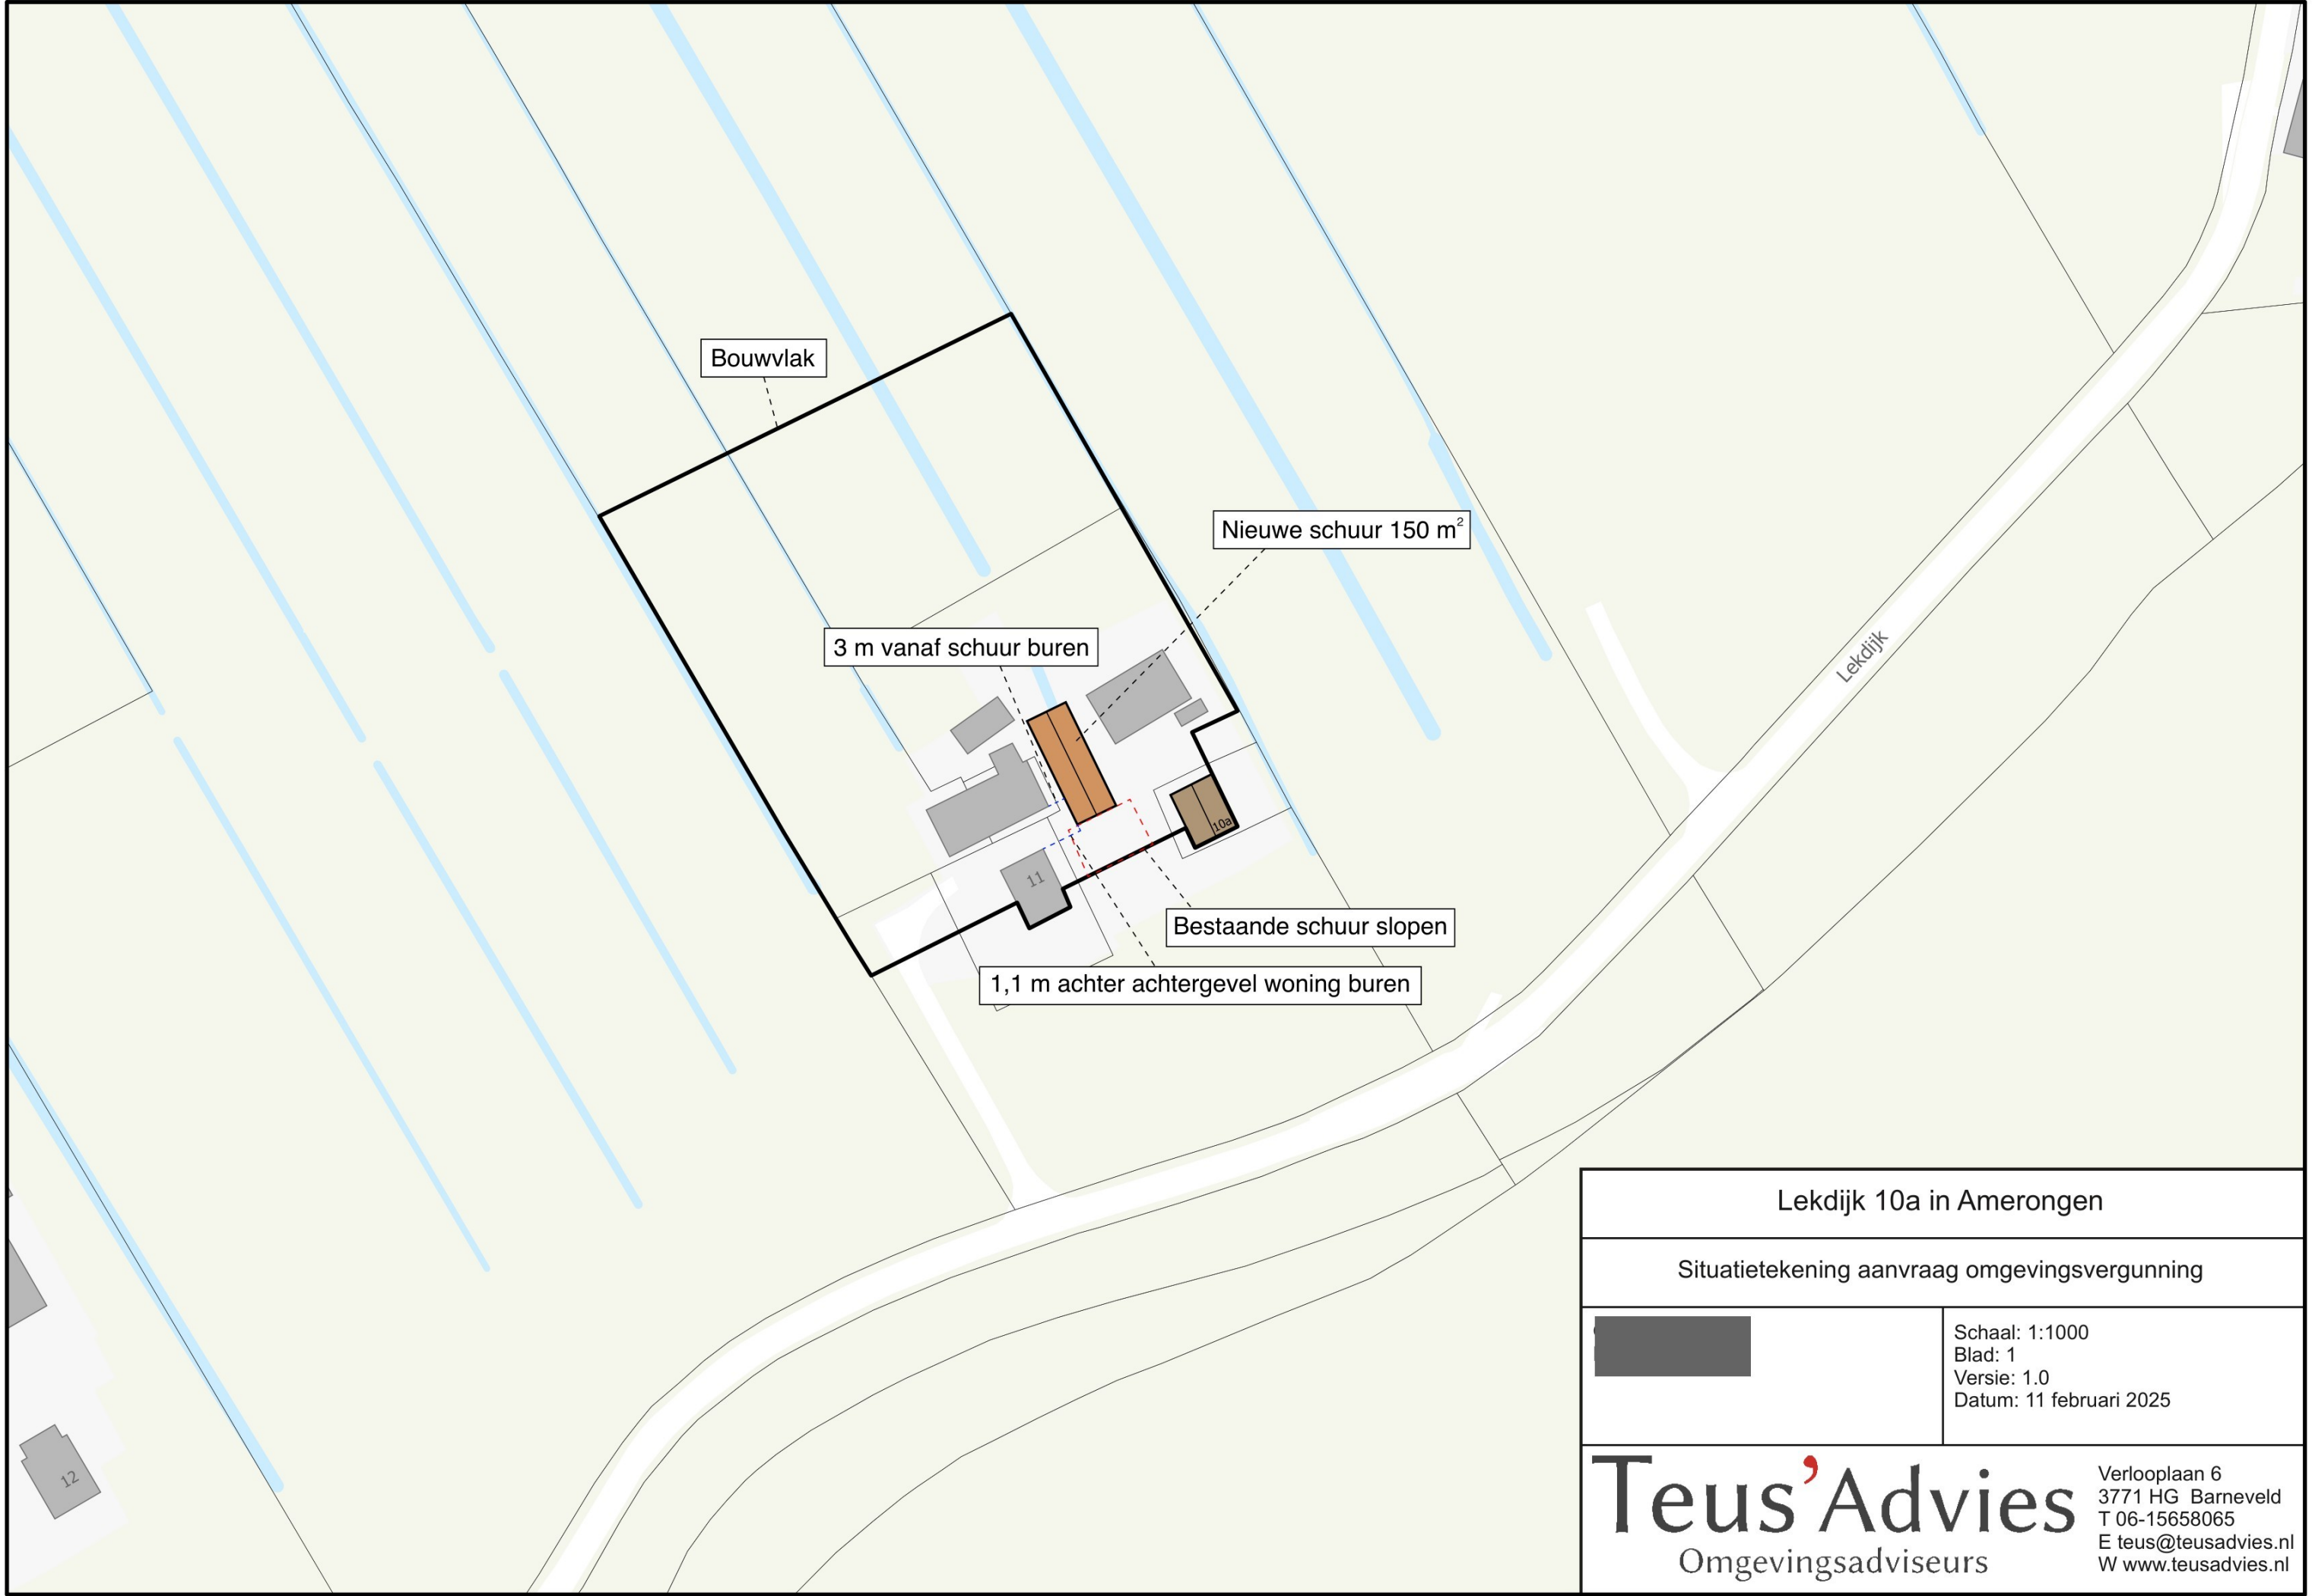 Bouwvlak
Nieuwe schuur 150 m²
3 m vanaf schuur buren
Lekdijk
10a
11
Bestaande schuur slopen
1,1 m achter achtergevel woning buren
12
Lekdijk 10a in Amerongen
Situatietekening aanvraag omgevingsvergunning
Schaal: 1:1000
Blad: 1
Versie: 1.0
Datum: 11 februari 2025
Teus'Advies
Omgevingsadviseurs
Verlooplaan 6
3771 HG Barneveld
T 06-15658065
E teus@teusadvies.nl
W www.teusadvies.nl